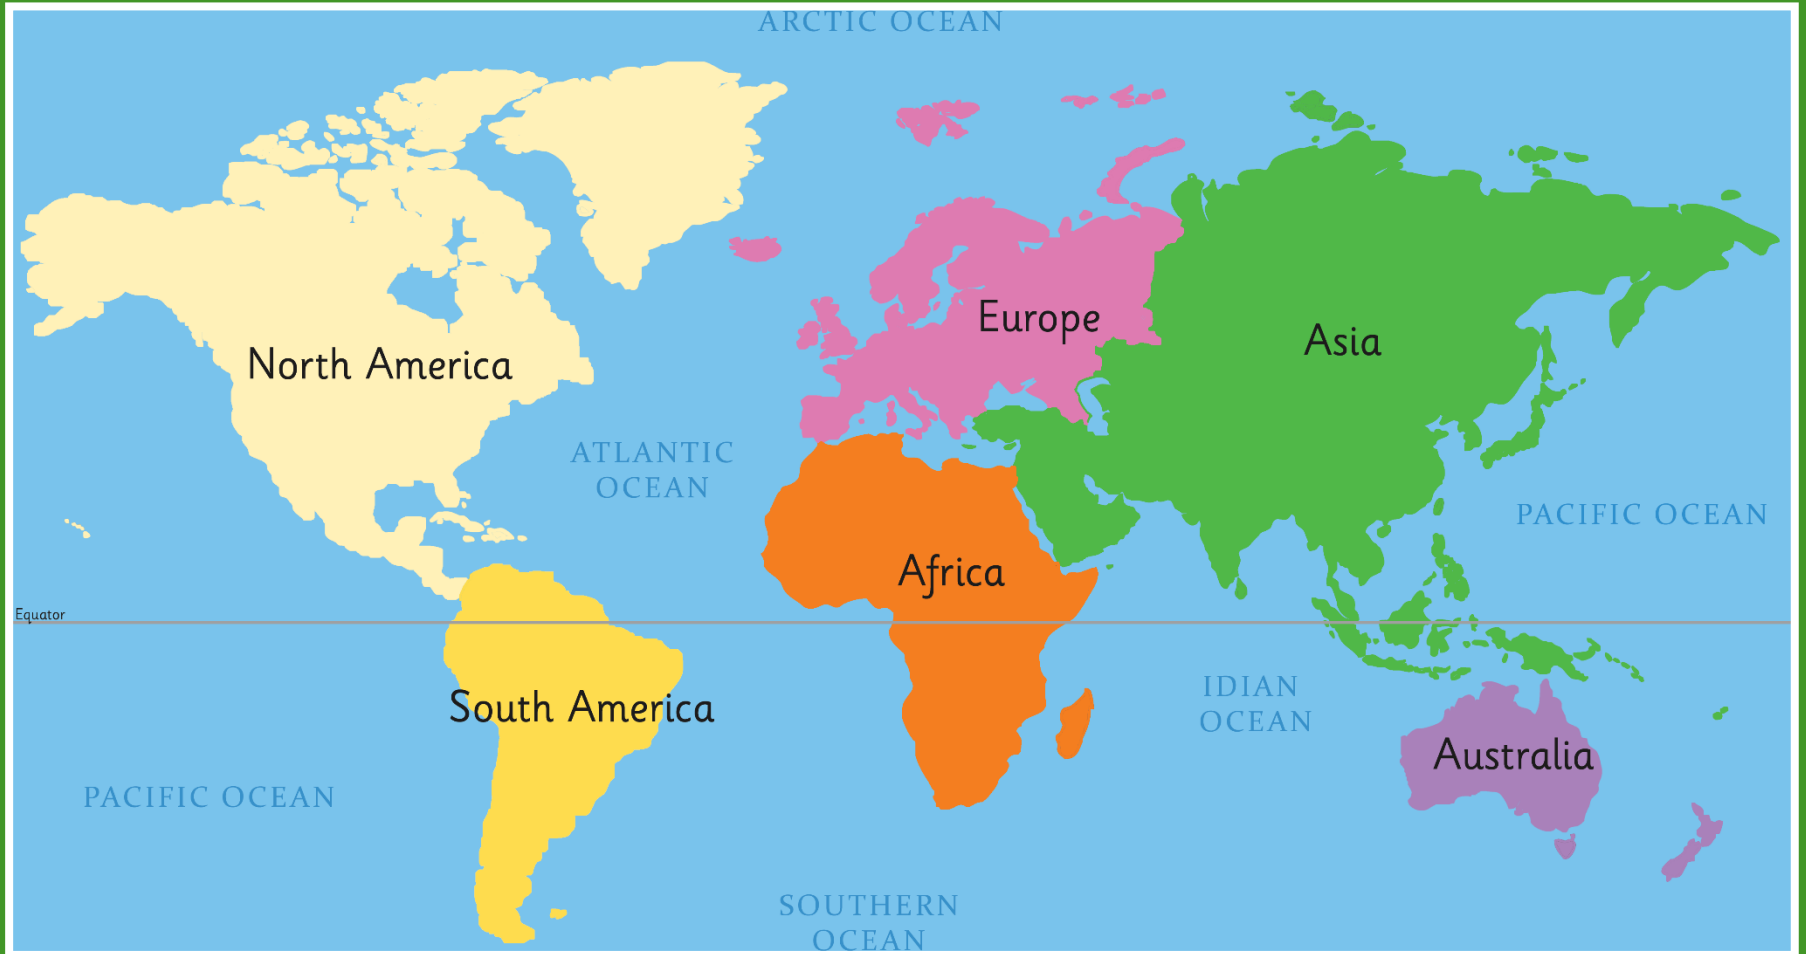 ARCTIC OCEAN
Europe
Asia
North America
ATLANTIC
OCEAN
PACIFIC OCEAN
Africa
Equator
IDIAN
OCEAN
South America
Australia
PACIFIC OCEAN
SOUTHERN
OCEAN